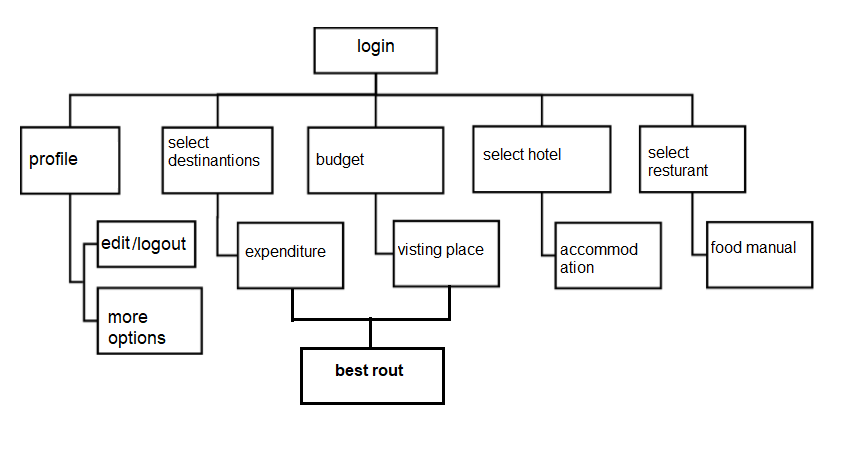 login
profile
select
destinantions
budget
select hotel
select
resturant
edit/logout
expenditure
visting place
accommod
ation
food manual
more
options
best rout